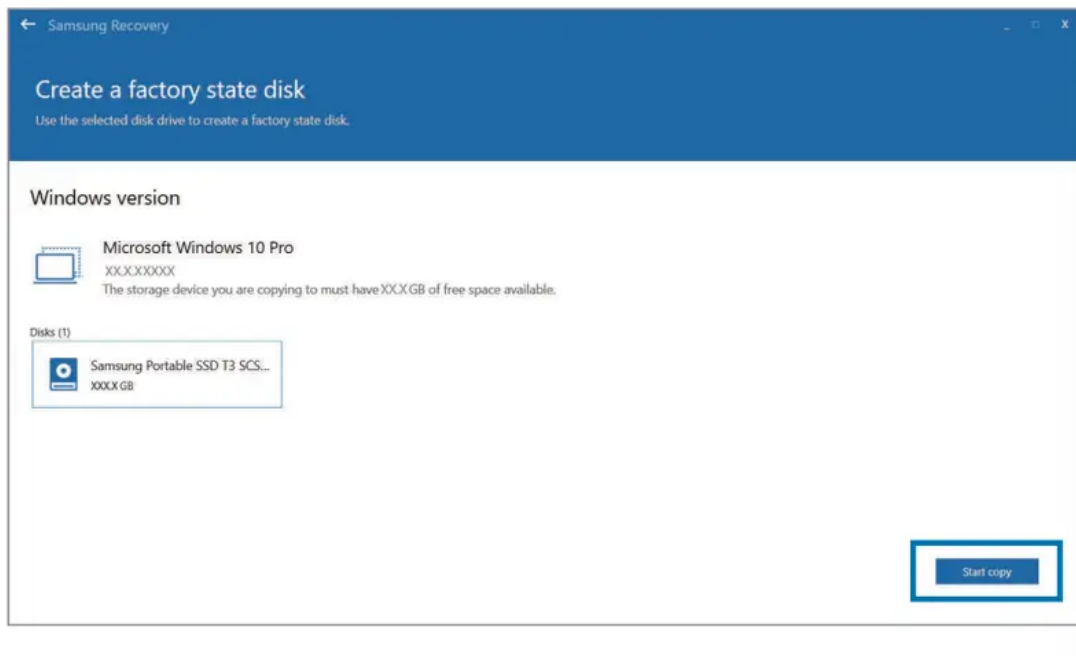 Samsung Recovery
Create a factory state disk
Use the selected disk drive to create a factory state disk.
Windows version
Microsoft Windows 10 Pro
XX.X.XXXXX
The storage device you are copying to must have XX.X GB of free space available.
Disks (1)
Samsung Portable SSD T3 SCS...
XXX.X GB
Start copy